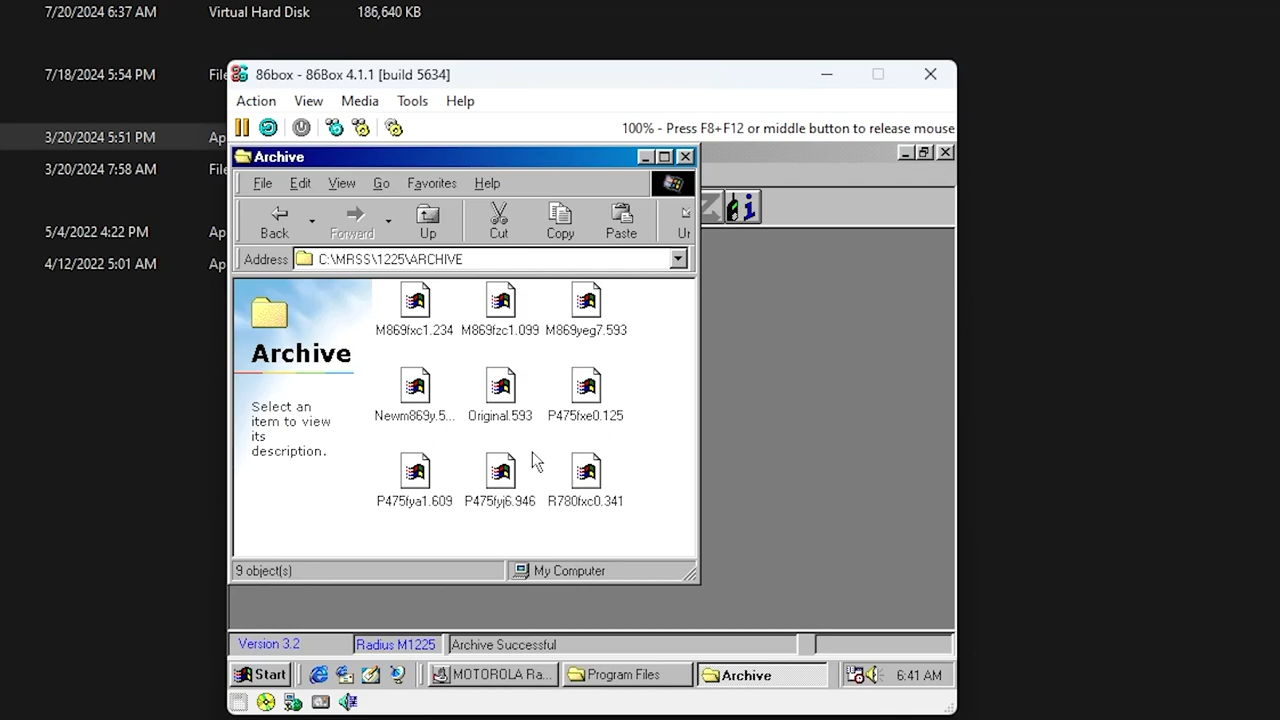 7/20/2024 6:37 AM Virtual Hard Disk 186,640 KB
7/18/2024 5:54 PM File
3/20/2024 5:51 PM Ap
3/20/2024 7:58 AM File
5/4/2022 4:22 PM Ap
4/12/2022 5:01 AM Ap
86box - 86Box 4.1.1 [build 5634]
Action View Media Tools Help
100% - Press F8+F12 or middle button to release mouse
Archive
File Edit View Go Favorites Help
Back Forward Up Cut Copy Paste Ur
Address C:\MRSS\1225\ARCHIVE
M869fxc1.234 M869fzc1.099 M869yeg7.593
Archive
Newm869y.5... Original.593 P475fxe0.125
Select an
item to view
its
description.
P475fya1.609 P475fyj6.946 R780fxc0.341
9 object(s) My Computer
Version 3.2 Radius M1225 Archive Successful
Start MOTOROLA Ra... Program Files Archive 6:41 AM